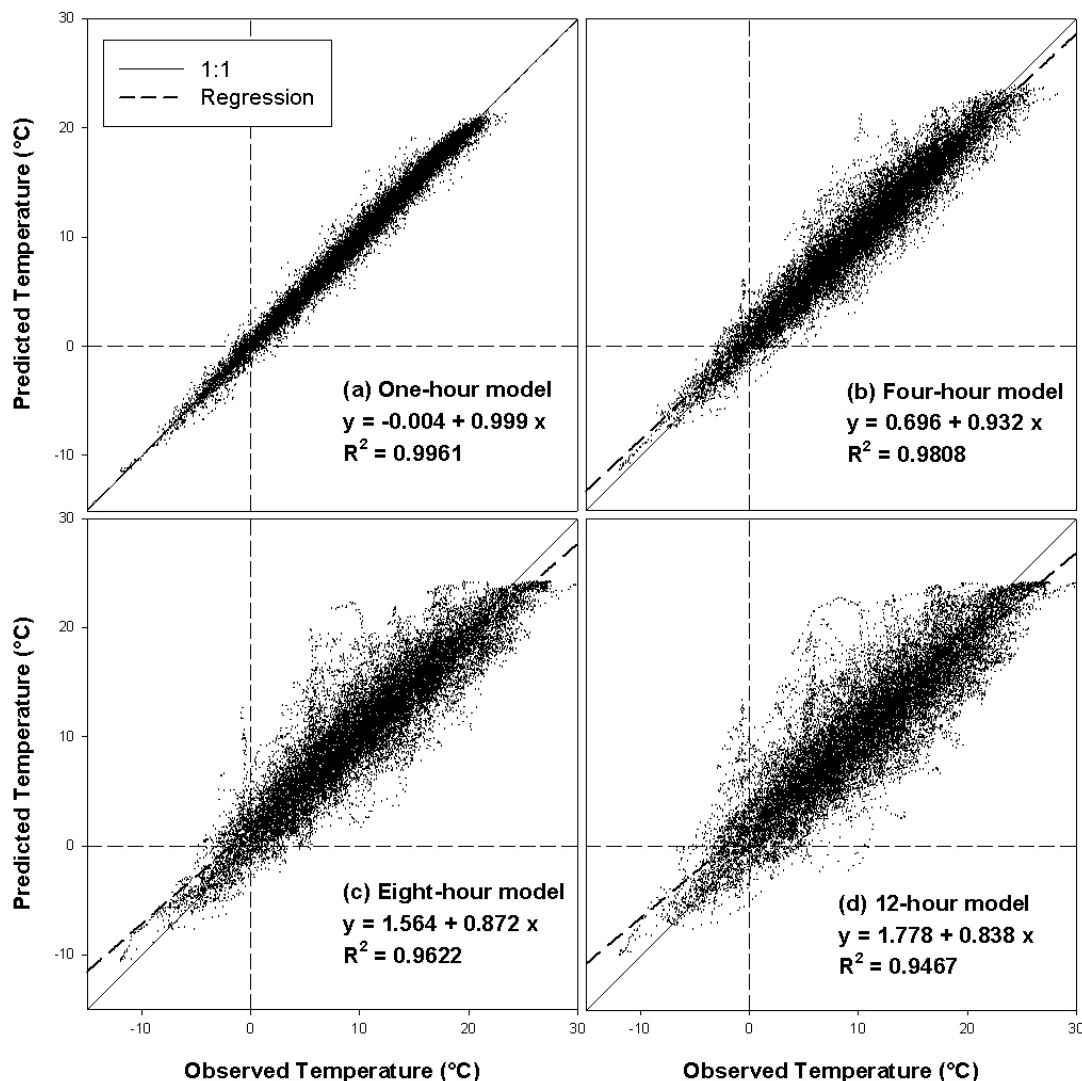 30
1:1
Regression
20
10
0
-10
Predicted Temperature (°C)
(a) One-hour model
y = -0.004 + 0.999 x
R² = 0.9961
(b) Four-hour model
y = 0.696 + 0.932 x
R² = 0.9808
30
20
10
0
-10
Predicted Temperature (°C)
(c) Eight-hour model
y = 1.564 + 0.872 x
R² = 0.9622
(d) 12-hour model
y = 1.778 + 0.838 x
R² = 0.9467
-10 0 10 20 30
-10 0 10 20 30
Observed Temperature (°C)
Observed Temperature (°C)